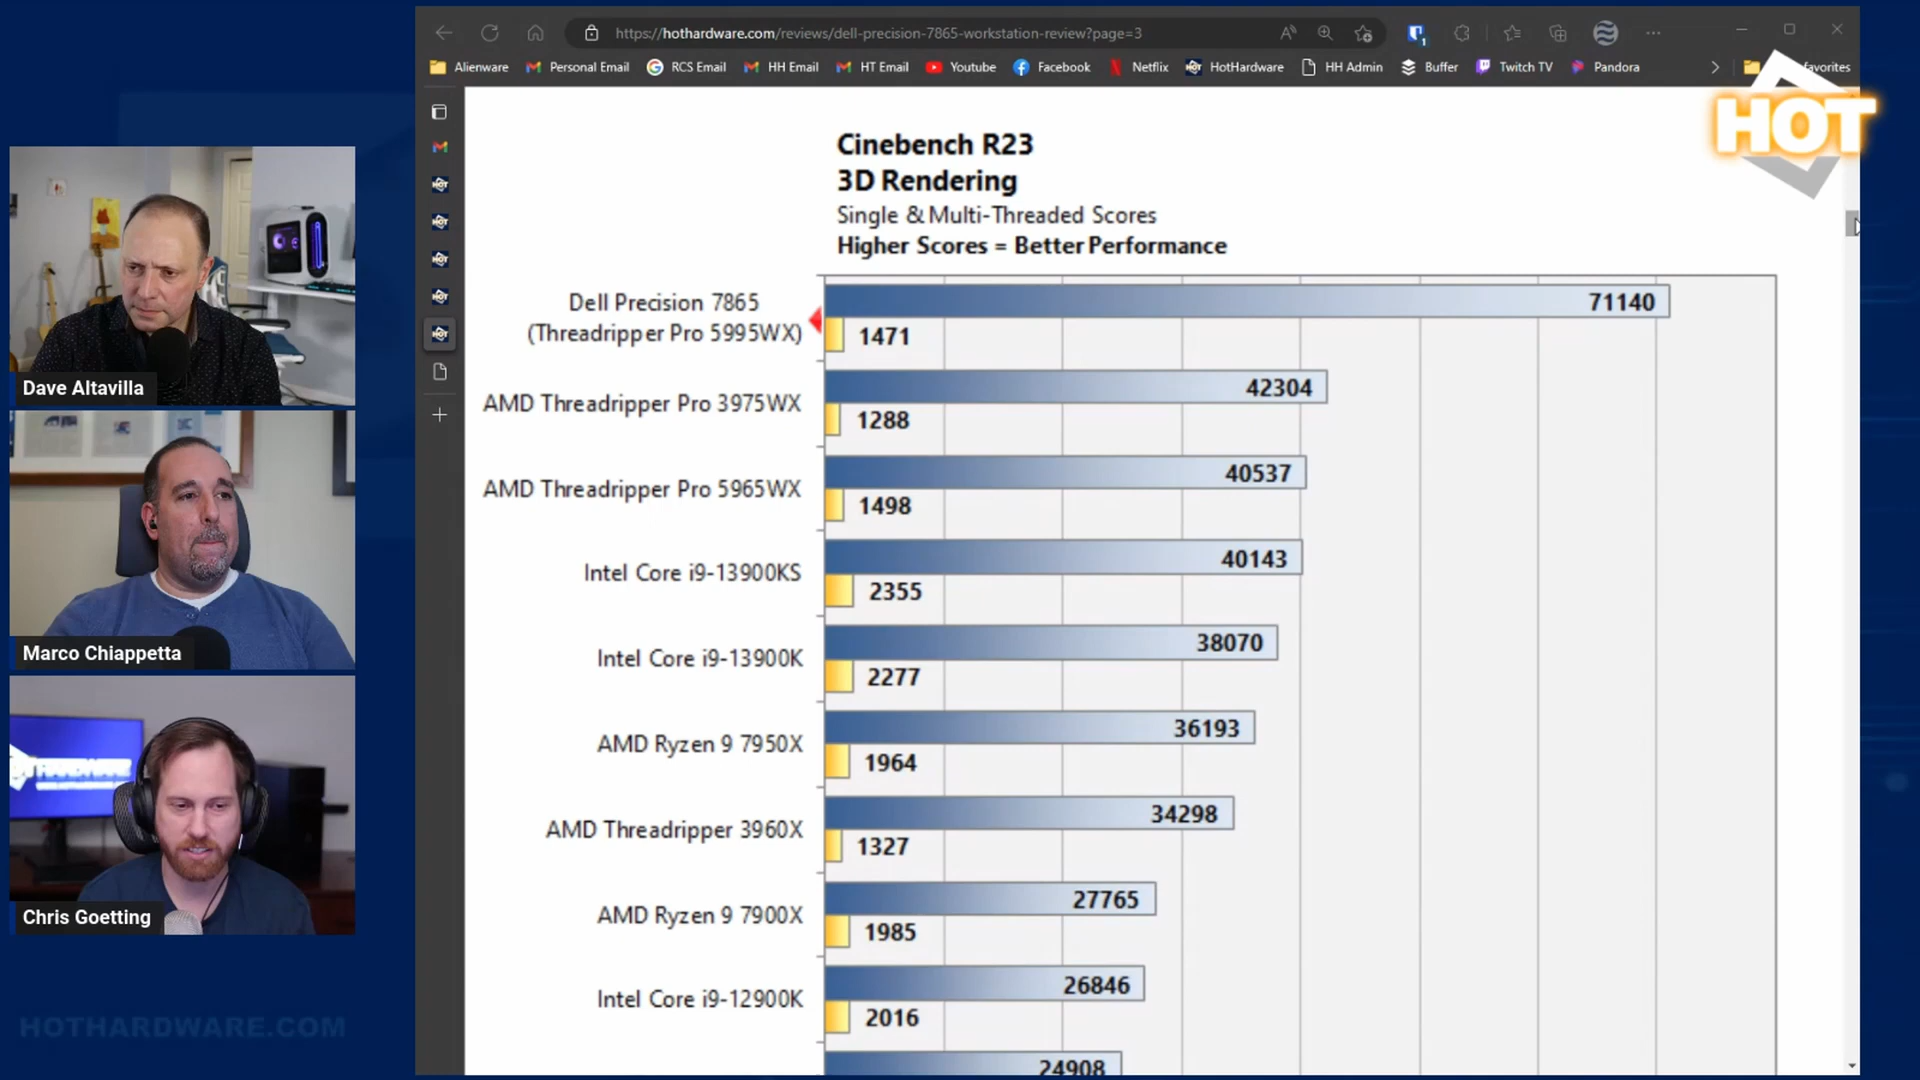 https://hothardware.com/reviews/dell-precision-7865-workstation-review?page=3
Alienware
Personal Email
RCS Email
HH Email
HT Email
Youtube
Facebook
Netflix
HotHardware
HH Admin
Buffer
Twitch TV
Pandora
favorites
HOT
Cinebench R23
3D Rendering
Single & Multi-Threaded Scores
Higher Scores = Better Performance
Dell Precision 7865
(Threadripper Pro 5995WX)
71140
1471
AMD Threadripper Pro 3975WX
42304
1288
AMD Threadripper Pro 5965WX
40537
1498
Intel Core i9-13900KS
40143
2355
Intel Core i9-13900K
38070
2277
AMD Ryzen 9 7950X
36193
1964
AMD Threadripper 3960X
34298
1327
AMD Ryzen 9 7900X
27765
1985
Intel Core i9-12900K
26846
2016
24908
Dave Altavilla
Marco Chiappetta
Chris Goetting
HOTHARDWARE.COM